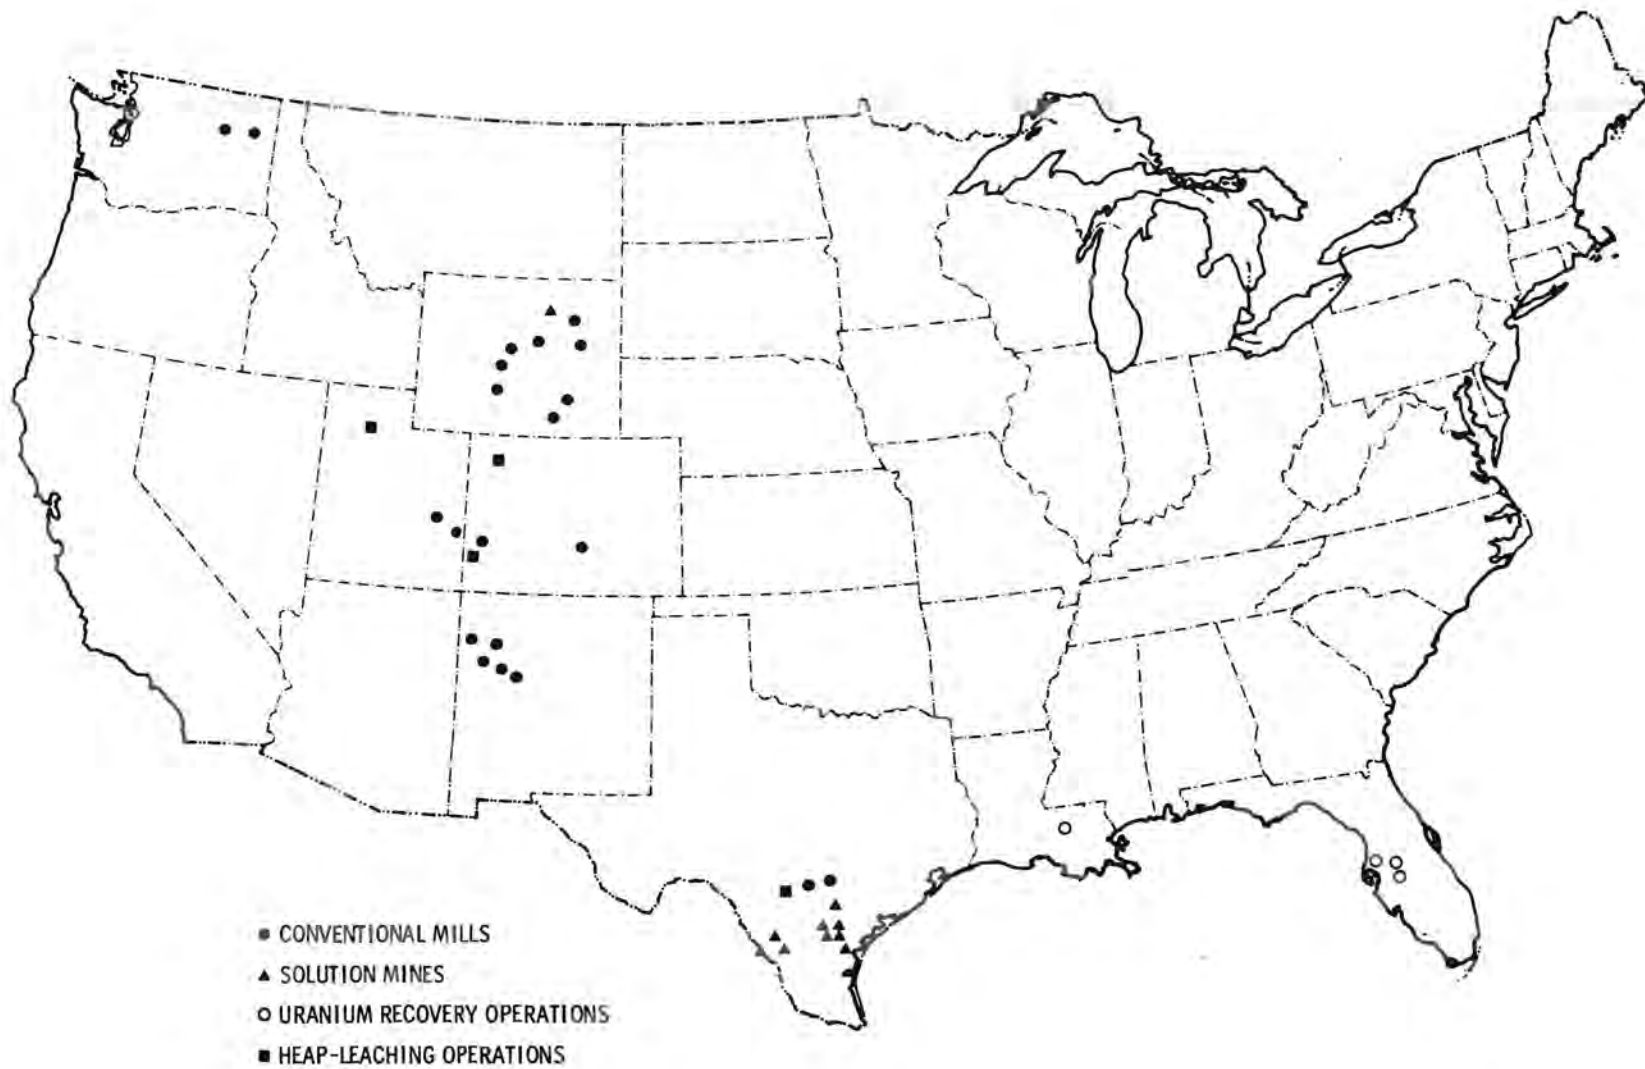 CONVENTIONAL MILLS
SOLUTION MINES
URANIUM RECOVERY OPERATIONS
HEAP-LEACHING OPERATIONS